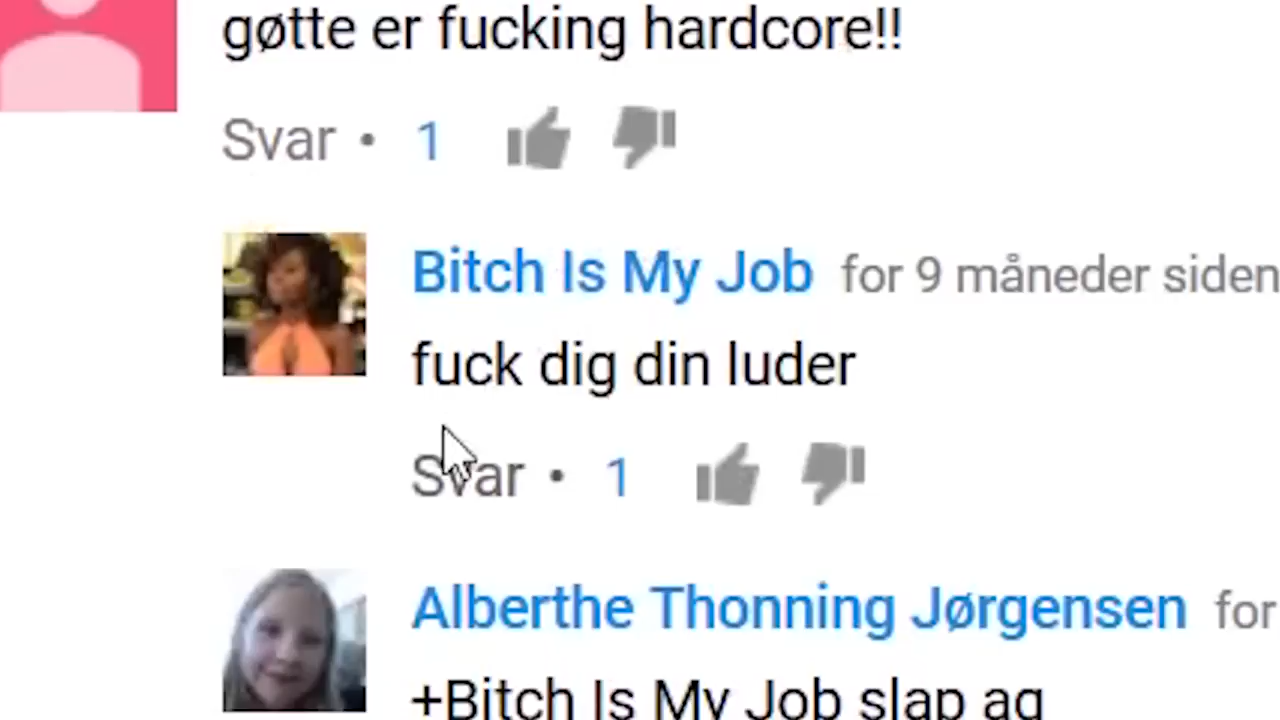 gøtte er fucking hardcore!!
Svar • 1
Bitch Is My Job for 9 måneder siden
fuck dig din luder
Svar • 1
Alberthe Thonning Jørgensen for
+Bitch Is My Job slap ag